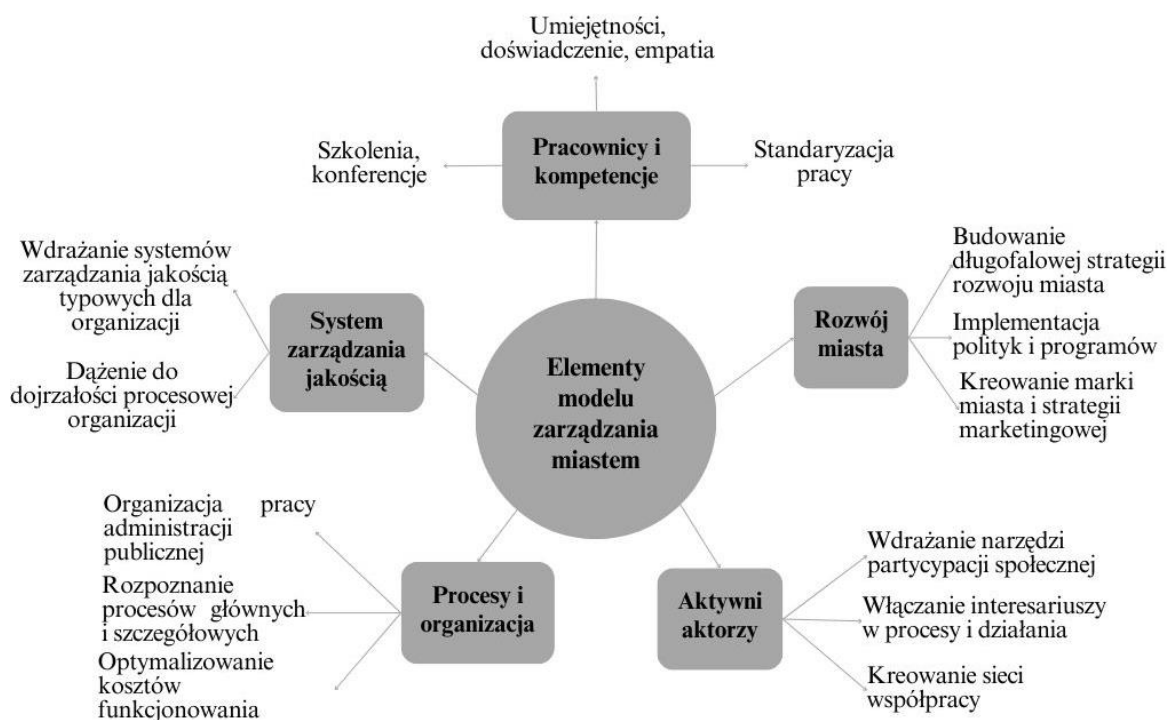 Umiejętności,
doświadczenie, empatia
Pracownicy i
kompetencje
Szkolenia,
konferencje
Standaryzacja
pracy
Wdrażanie systemów
zarządzania jakością
typowych dla
organizacji
Dążenie do
dojrzałości procesowej
organizacji
System
zarządzania
jakością
Elementy
modelu
zarządzania
miastem
Rozwój
miasta
Budowanie
długofalowej strategii
rozwoju miasta
Implementacja
polityk i programów
Kreowanie marki
miasta i strategii
marketingowej
Organizacja pracy
administracji
publicznej
Rozpoznanie
procesów głównych
i szczegółowych
Optymalizowanie
kosztów
funkcjonowania
Procesy i
organizacja
Aktywni
aktorzy
Wdrażanie narzędzi
partycypacji społecznej
Włączanie interesariuszy
w procesy i działania
Kreowanie sieci
współpracy